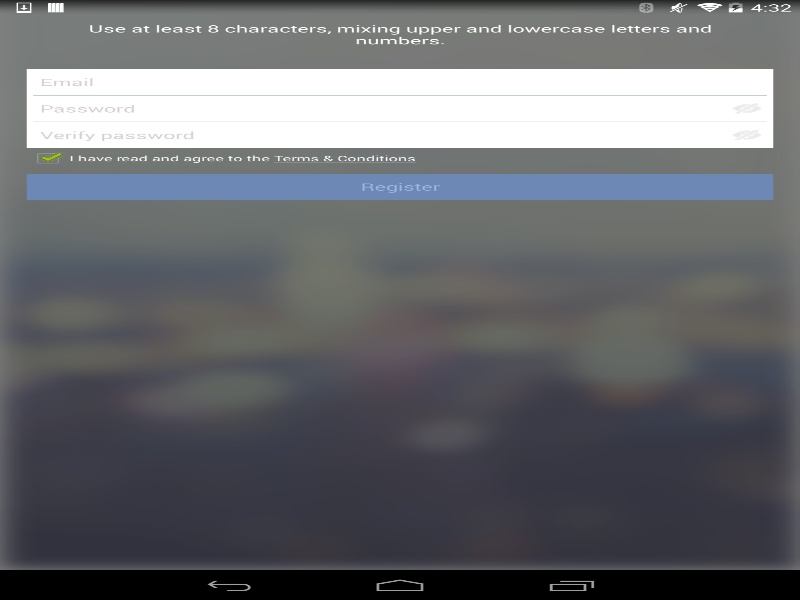 4:32
Use at least 8 characters, mixing upper and lowercase letters and
numbers.
Email
Password
Verify password
I have read and agree to the Terms & Conditions
Register